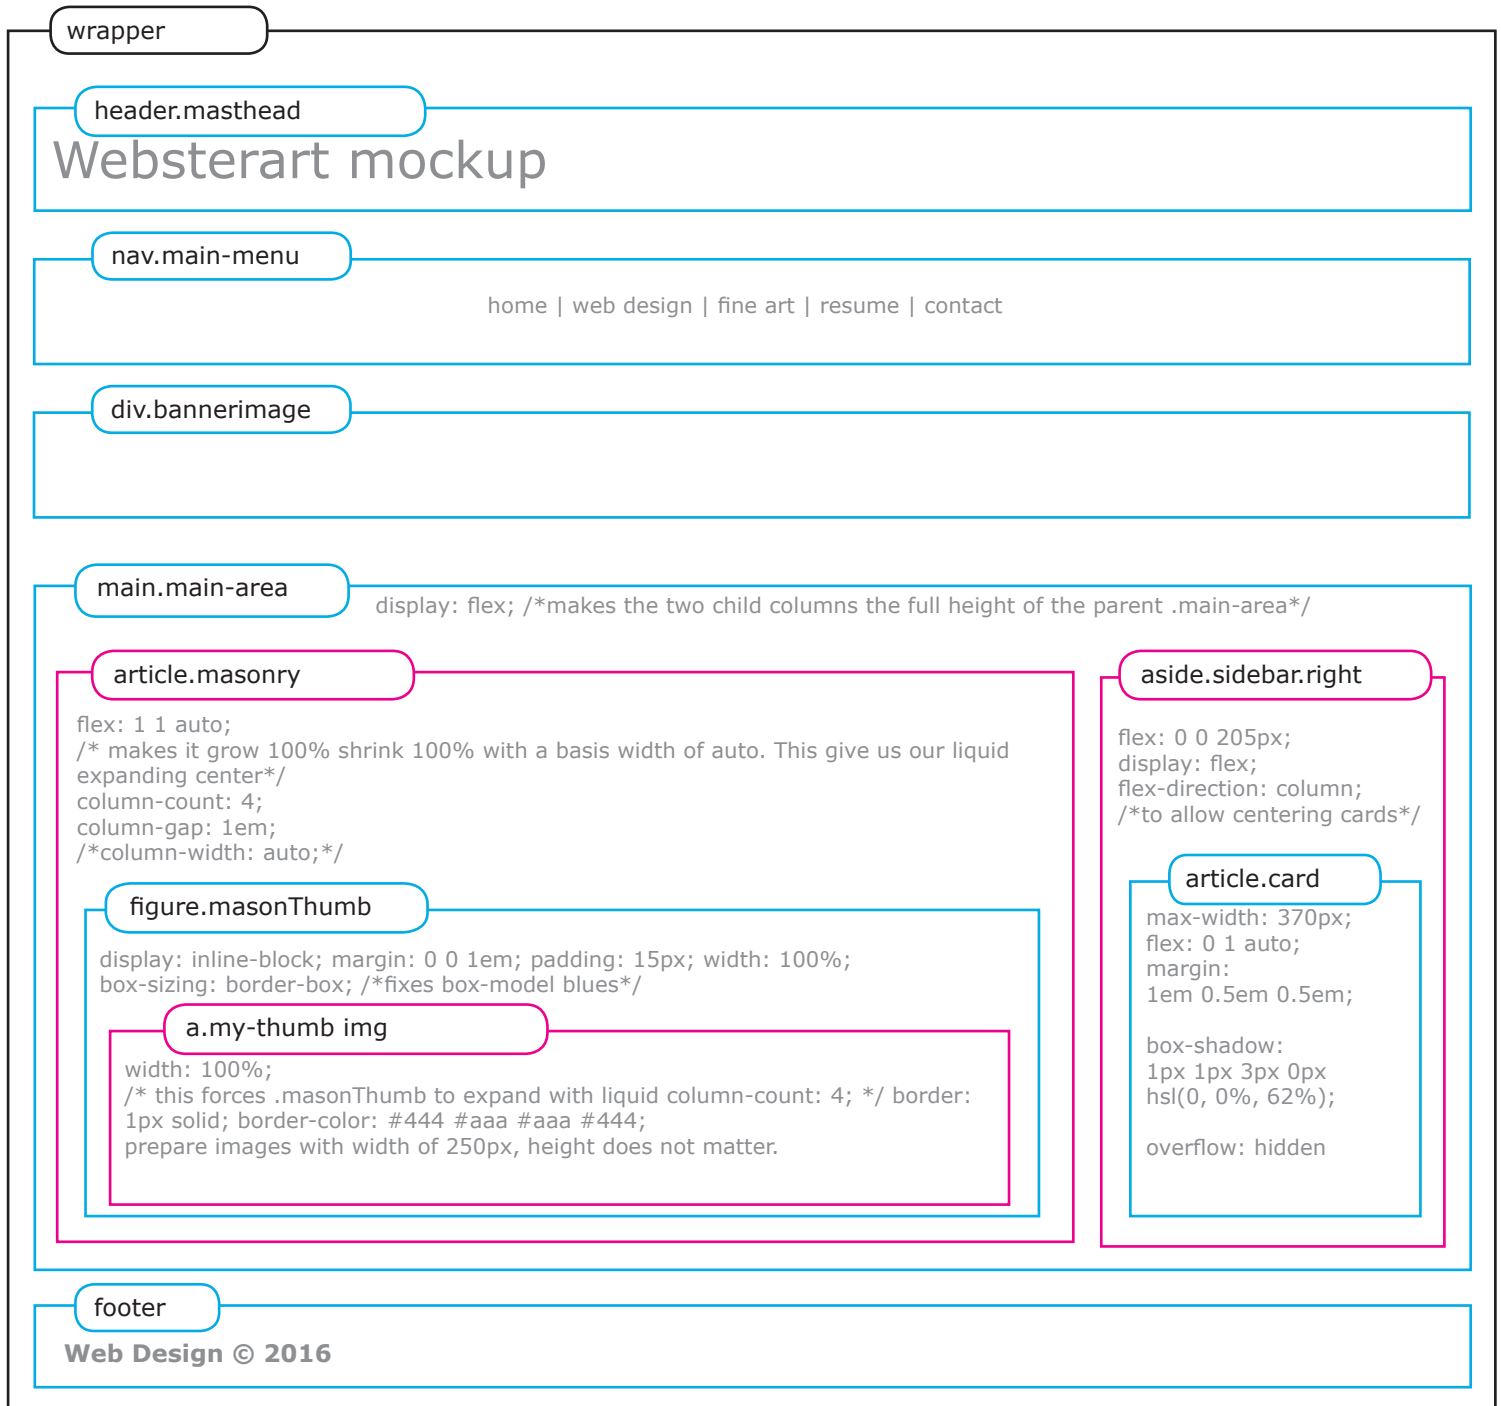 wrapper
header.masthead
Websterart mockup
nav.main-menu
home | web design | fine art | resume | contact
div.bannerimage
main.main-area
display: flex; /*makes the two child columns the full height of the parent .main-area*/
article.masonry
flex: 1 1 auto;
/* makes it grow 100% shrink 100% with a basis width of auto. This give us our liquid
expanding center*/
column-count: 4;
column-gap: 1em;
/*column-width: auto;*/
figure.masonThumb
display: inline-block; margin: 0 0 1em; padding: 15px; width: 100%;
box-sizing: border-box; /*fixes box-model blues*/
a.my-thumb img
width: 100%;
/* this forces .masonThumb to expand with liquid column-count: 4; */ border:
1px solid; border-color: #444 #aaa #aaa #444;
prepare images with width of 250px, height does not matter.
aside.sidebar.right
flex: 0 0 205px;
display: flex;
flex-direction: column;
/*to allow centering cards*/
article.card
max-width: 370px;
flex: 0 1 auto;
margin:
1em 0.5em 0.5em;
box-shadow:
1px 1px 3px 0px
hsl(0, 0%, 62%);
overflow: hidden
footer
Web Design © 2016